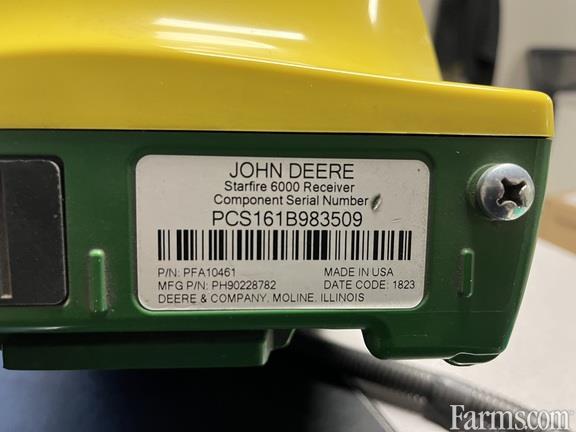 JOHN DEERE
Starfire 6000 Receiver
Component Serial Number
PCS161B983509
P/N: PFA10461 MADE IN USA
MFG P/N: PH90228782 DATE CODE: 1823
DEERE & COMPANY, MOLINE, ILLINOIS
Farms.com™